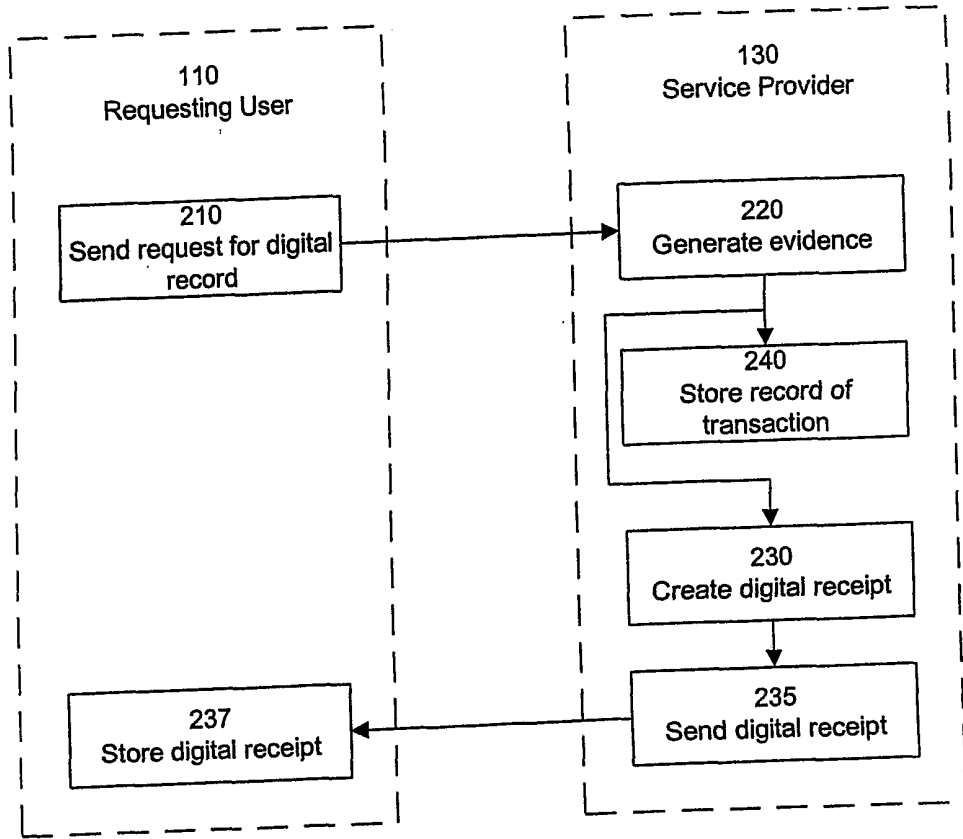 110
Requesting User
130
Service Provider
210
Send request for digital
record
220
Generate evidence
240
Store record of
transaction
230
Create digital receipt
235
Send digital receipt
237
Store digital receipt